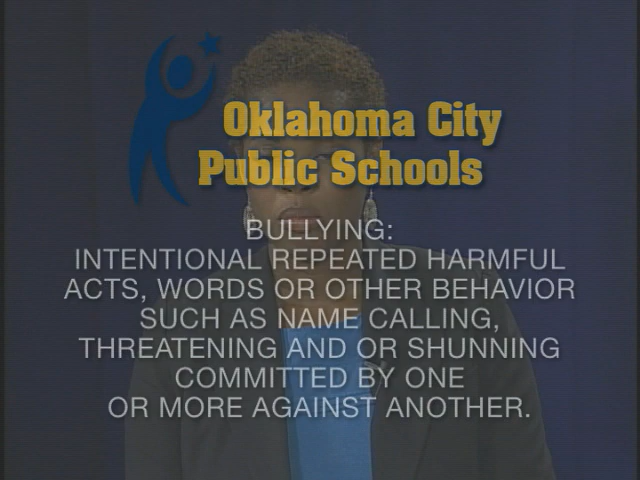 Oklahoma City
Public Schools
BULLYING:
INTENTIONAL REPEATED HARMFUL
ACTS, WORDS OR OTHER BEHAVIOR
SUCH AS NAME CALLING,
THREATENING AND OR SHUNNING
COMMITTED BY ONE
OR MORE AGAINST ANOTHER.